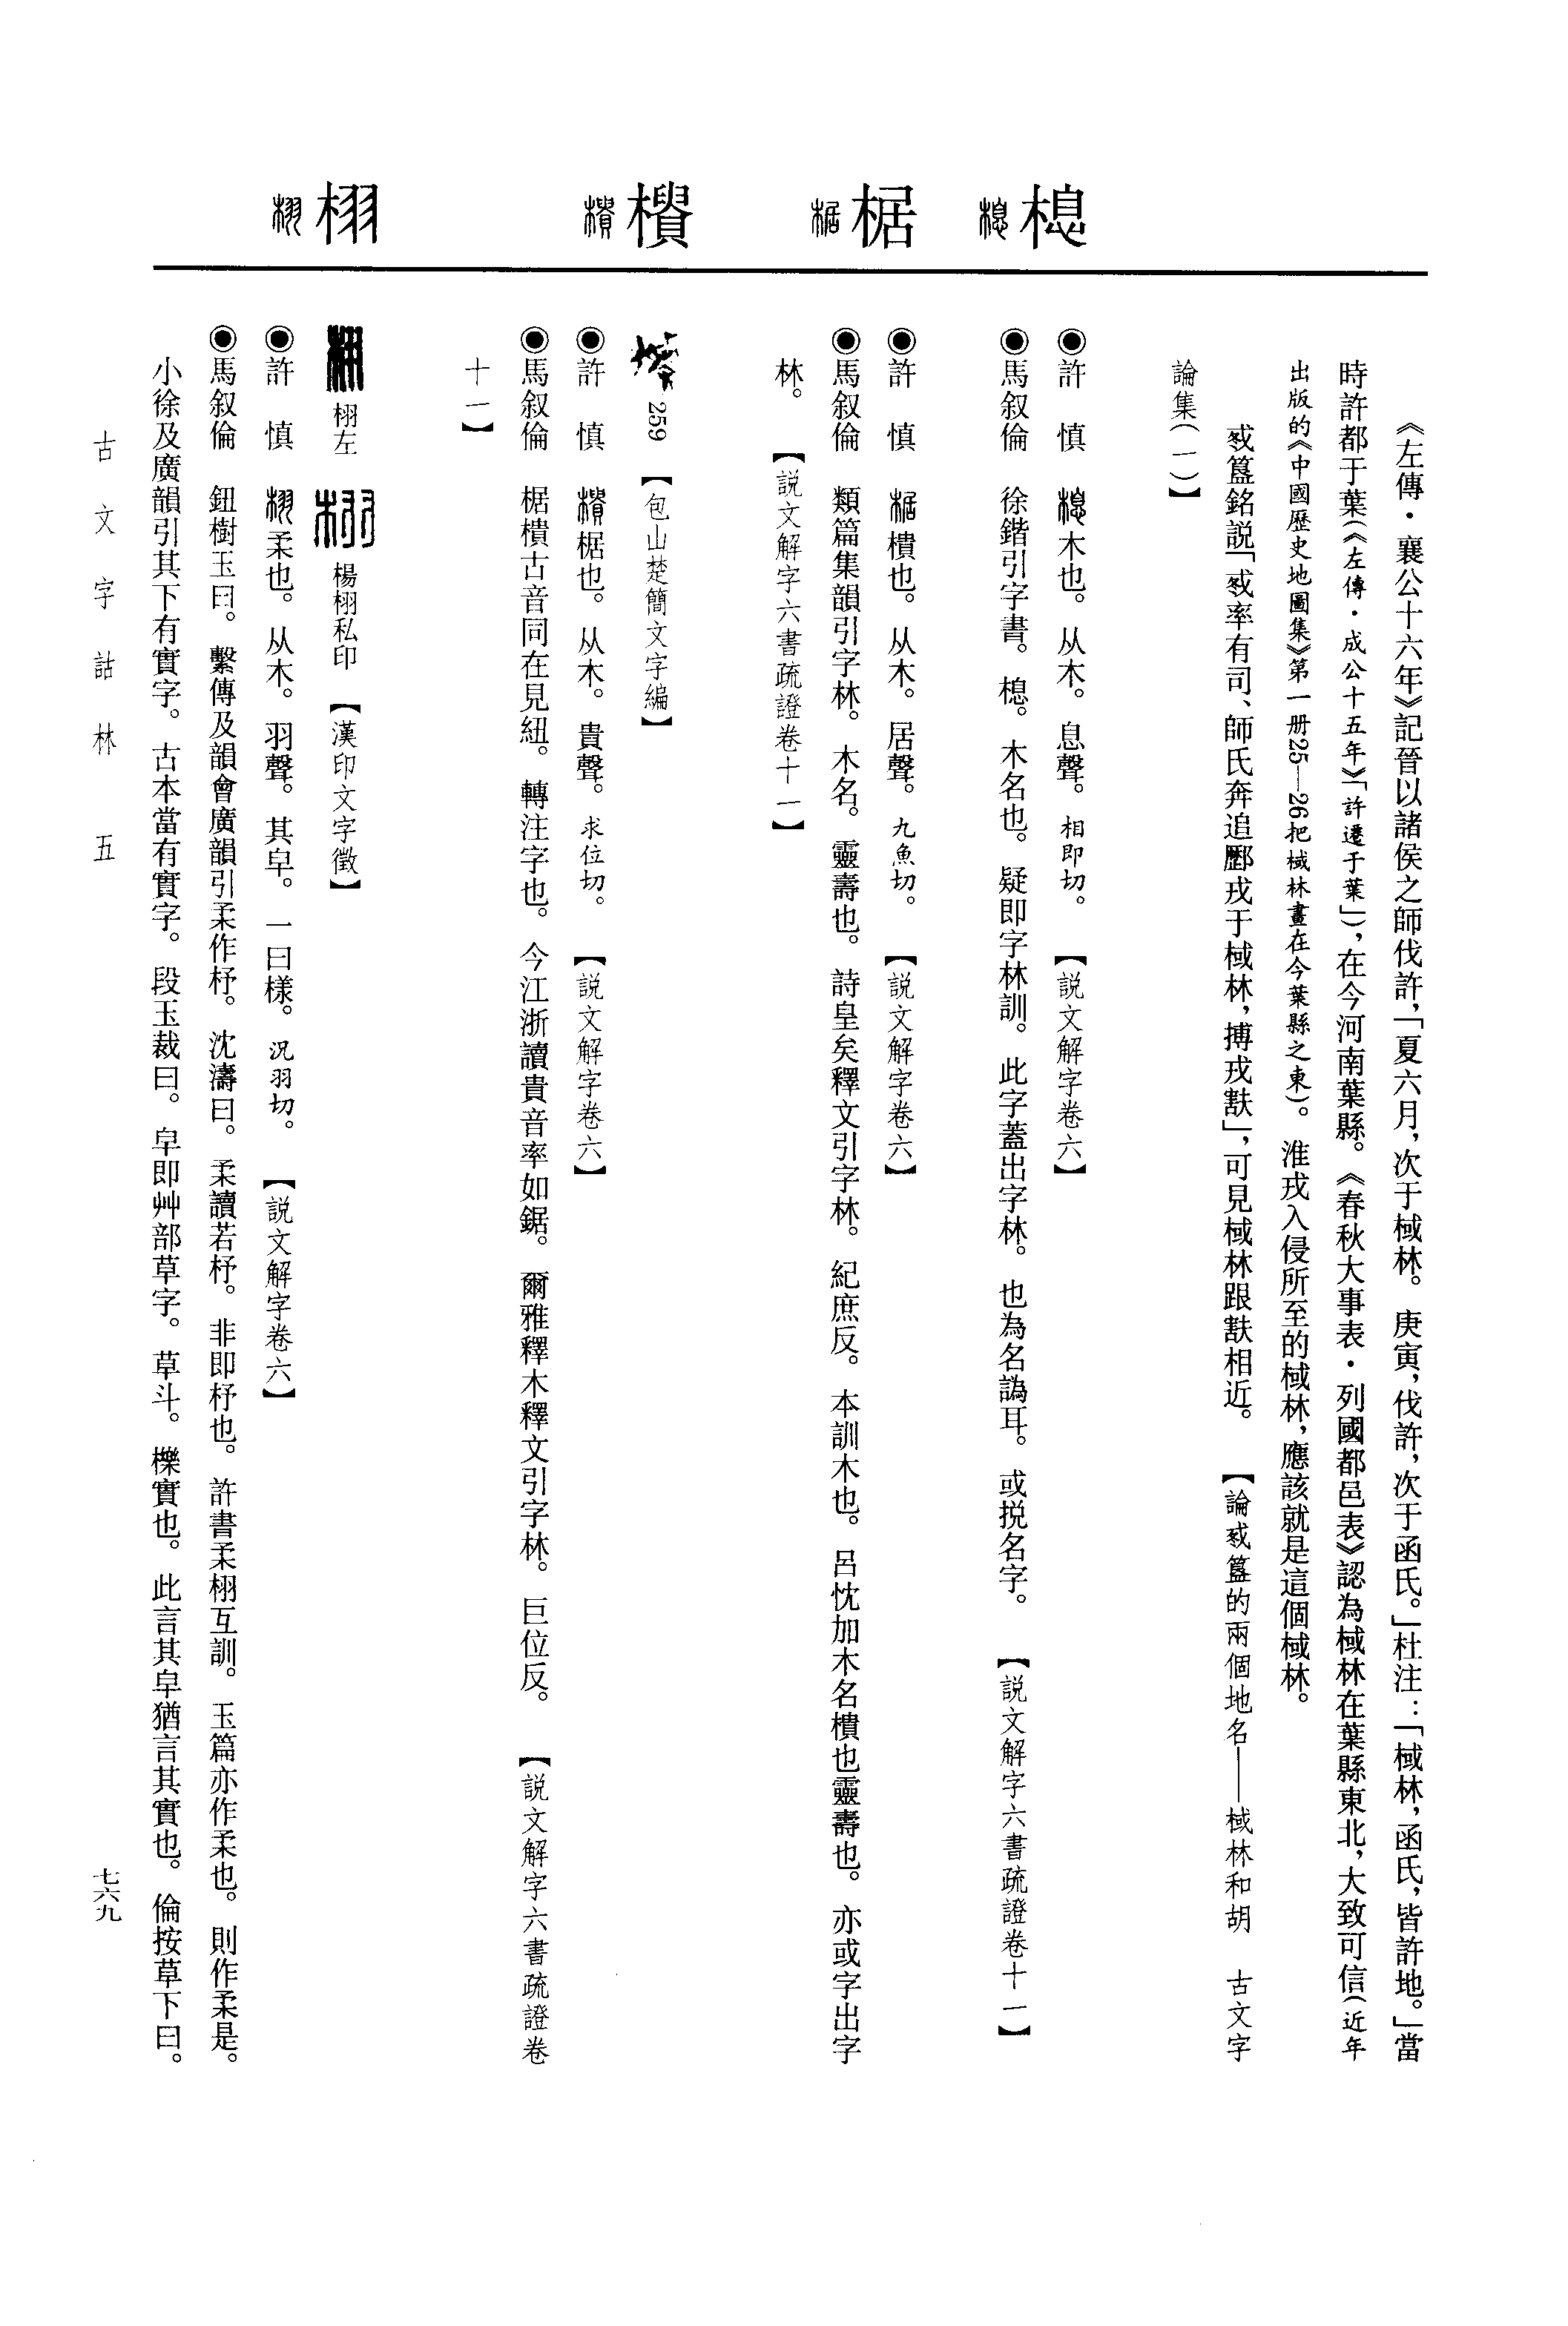 㮩
椐
樻
栩
《左傳·襄公十六年》記晉以諸侯之師伐許，「夏六月，次于棫林。庚寅，伐許，次于函氏。」杜注：「棫林，函氏，皆許地。」當
時許都于葉（《左傳·成公十五年》「許遷于葉」），在今河南葉縣。《春秋大事表·列國都邑表》認為棫林在葉縣東北，大致可信（近年
出版的《中國歷史地圖集》第一册25—26把棫林畫在今葉縣之東）。淮戎入侵所至的棫林，應該就是這個棫林。
簋銘説「率有司、師氏奔追戎于棫林，搏戎㝬」，可見棫林跟㝬相近。【論簋的兩個地名——棫林和胡　古文字
論集（一）】
◉許　慎　㮩木也。从木。息聲。相即切。【説文解字卷六】
◉馬叙倫　徐鍇引字書。㮩。木名也。疑即字林訓。此字蓋出字林。也為名譌耳。或捝名字。【説文解字六書疏證卷十一】
◉許　慎　椐樻也。从木。居聲。九魚切。【説文解字卷六】
◉馬叙倫　類篇集韻引字林。木名。靈壽也。詩皇矣釋文引字林。紀庶反。本訓木也。呂忱加木名樻也靈壽也。亦或字出字
林。【説文解字六書疏證卷十一】
259【包山楚簡文字編】
◉許　慎　樻椐也。从木。貴聲。求位切。【説文解字卷六】
◉馬叙倫　椐樻古音同在見紐。轉注字也。今江浙讀貴音率如鋸。爾雅釋木釋文引字林。巨位反。【説文解字六書疏證卷
十一】
栩左　楊栩私印【漢印文字徵】
◉許　慎　栩柔也。从木。羽聲。其皁。一曰樣。況羽切。【説文解字卷六】
◉馬叙倫　鈕樹玉曰。繫傳及韻會廣韻引柔作杼。沈濤曰。柔讀若杼。非即杼也。許書柔栩互訓。玉篇亦作柔也。則作柔是。
小徐及廣韻引其下有實字。古本當有實字。段玉裁曰。皁即艸部草字。草斗。櫟實也。此言其皁猶言其實也。倫按草下曰。
古文字詁林　五
七六九